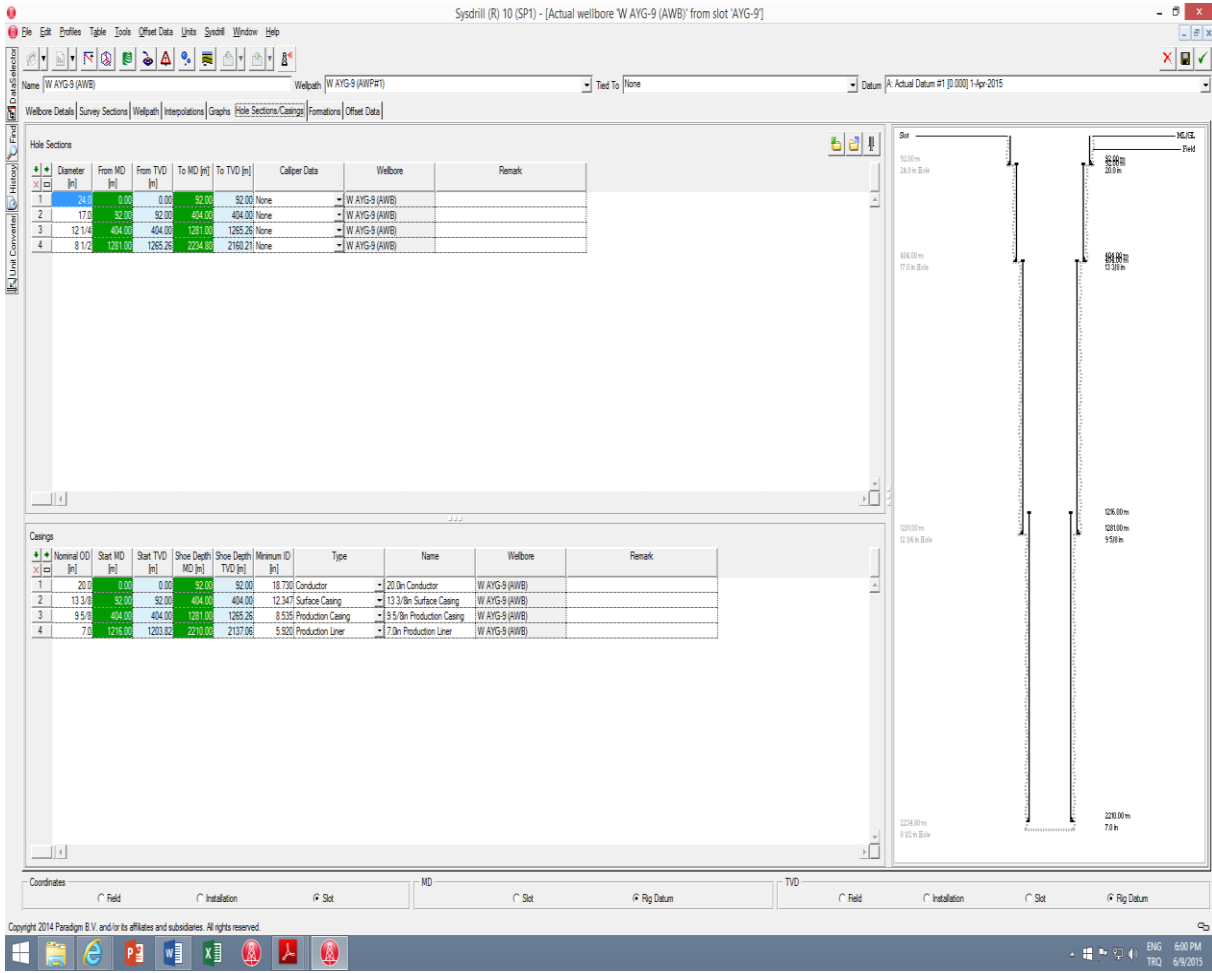 Sysdrill (R) 10 (SP1) - [Actual wellbore 'W AYG-9 (AWB)' from slot 'AYG-9']
File Edit Profiles Table Tools Offset Data Units Sysdrill Window Help
Name W AYG-9 (AWB) Wellpath W AYG-9 (AWP#1) Tied To None Datum A: Actual Datum #1 [0.000] 1-Apr-2015
Wellbore Details Survey Sections Wellpath Interpolations Graphs Hole Sections/Casings Formations Offset Data
DataSelector
Find
History
Unit Converter
Hole Sections
Diameter [in] From MD [m] From TVD [m] To MD [m] To TVD [m] Caliper Data Wellbore Remark
1 24.0 0.00 0.00 92.00 92.00 None W AYG-9 (AWB)
2 17.0 92.00 92.00 404.00 404.00 None W AYG-9 (AWB)
3 12 1/4 404.00 404.00 1281.00 1265.26 None W AYG-9 (AWB)
4 8 1/2 1281.00 1265.26 2234.80 2160.21 None W AYG-9 (AWB)
Casings
Nominal OD [in] Start MD [m] Start TVD [m] Shoe Depth MD [m] Shoe Depth TVD [m] Minimum ID [in] Type Name Wellbore Remark
1 20.0 0.00 0.00 92.00 92.00 18.730 Conductor 20.0in Conductor W AYG-9 (AWB)
2 13 3/8 92.00 92.00 404.00 404.00 12.347 Surface Casing 13 3/8in Surface Casing W AYG-9 (AWB)
3 9 5/8 404.00 404.00 1281.00 1265.26 8.535 Production Casing 9 5/8in Production Casing W AYG-9 (AWB)
4 7.0 1216.00 1203.82 2210.00 2137.06 5.920 Production Liner 7.0in Production Liner W AYG-9 (AWB)
Slot ML/GL
Field
92.00 m
24.0 in Hole 20.0 in
404.00 m
17.0 in Hole 13 3/8 in
1216.00 m
1281.00 m 1281.00 m
12 1/4 in Hole 9 5/8 in
2234.80 m 2210.00 m
8 1/2 in Hole 7.0 in
Coordinates Field Installation Slot
MD Slot Rig Datum
TVD Field Installation Slot Rig Datum
Copyright 2014 Paradigm B.V. and/or its affiliates and subsidiaries. All rights reserved.
ENG 6:00 PM
TRQ 6/9/2015